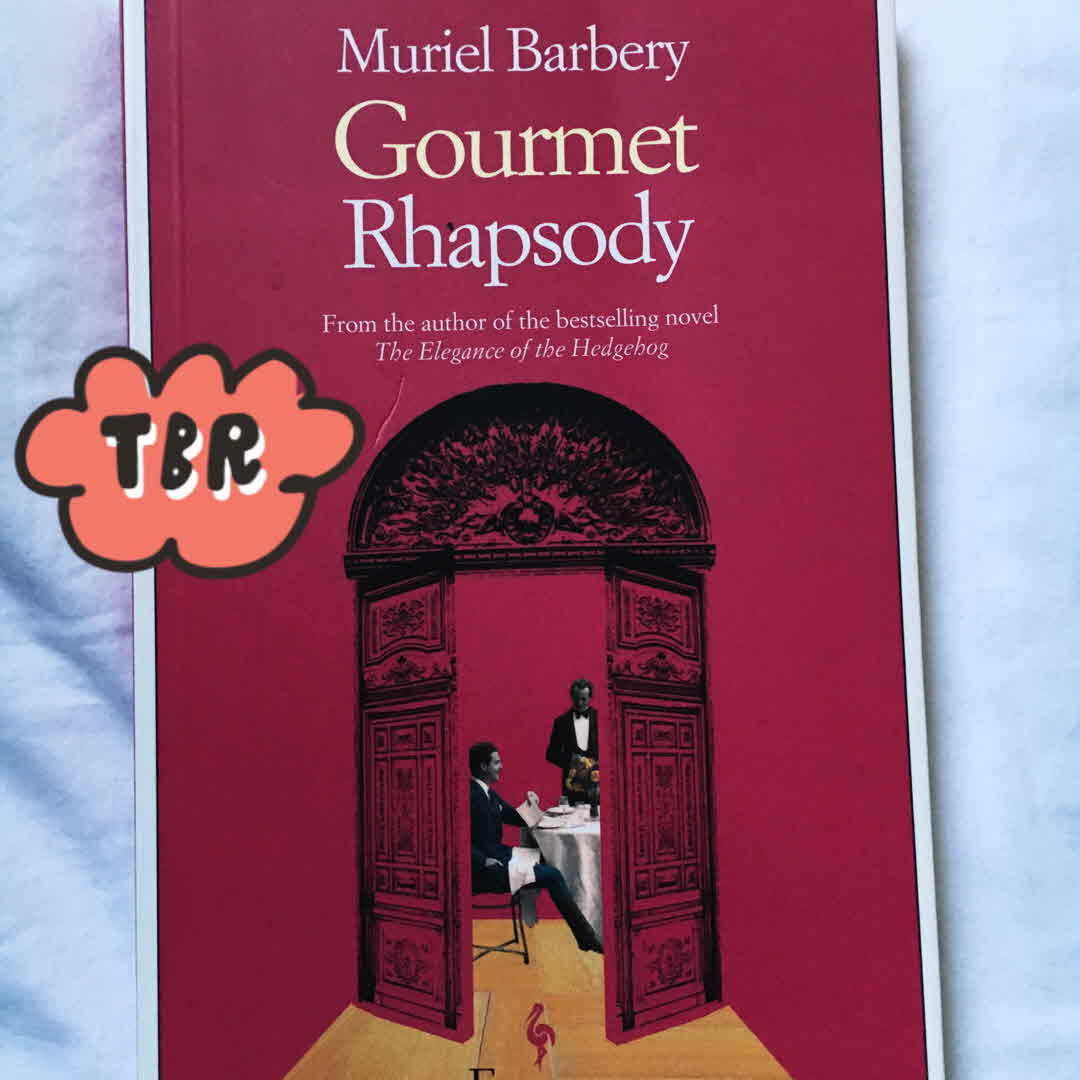 Muriel Barbery
Gourmet
Rhapsody
From the author of the bestselling novel
The Elegance of the Hedgehog
TBR